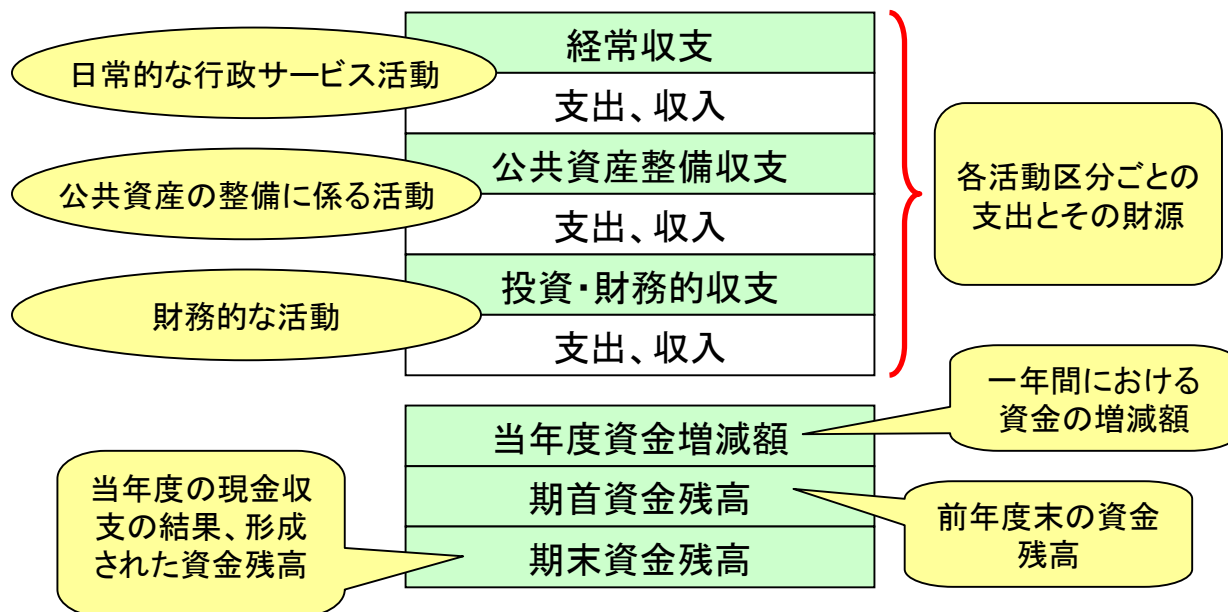 経常収支
日常的な行政サービス活動
支出、収入
公共資産整備収支
公共資産の整備に係る活動
支出、収入
投資・財務的収支
財務的な活動
支出、収入
各活動区分ごとの
支出とその財源
一年間における
資金の増減額
当年度資金増減額
期首資金残高
前年度末の資金
残高
当年度の現金収
支の結果、形成
された資金残高
期末資金残高